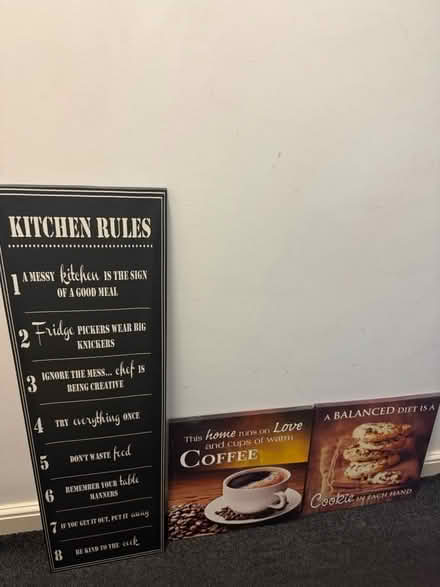 KITCHEN RULES
1 A MESSY kitchen IS THE SIGN
OF A GOOD MEAL
2 Fridge PICKERS WEAR BIG
KNICKERS
3 IGNORE THE MESS... chef IS
BEING CREATIVE
4 TRY everything ONCE
5 DON'T WASTE food
6 REMEMBER YOUR table
MANNERS
7 IF YOU GET IT OUT, PUT IT away
8 BE KIND TO THE cook
This home runs on Love
and cups of warm
COFFEE
A BALANCED DIET IS A
Cookie IN EACH HAND